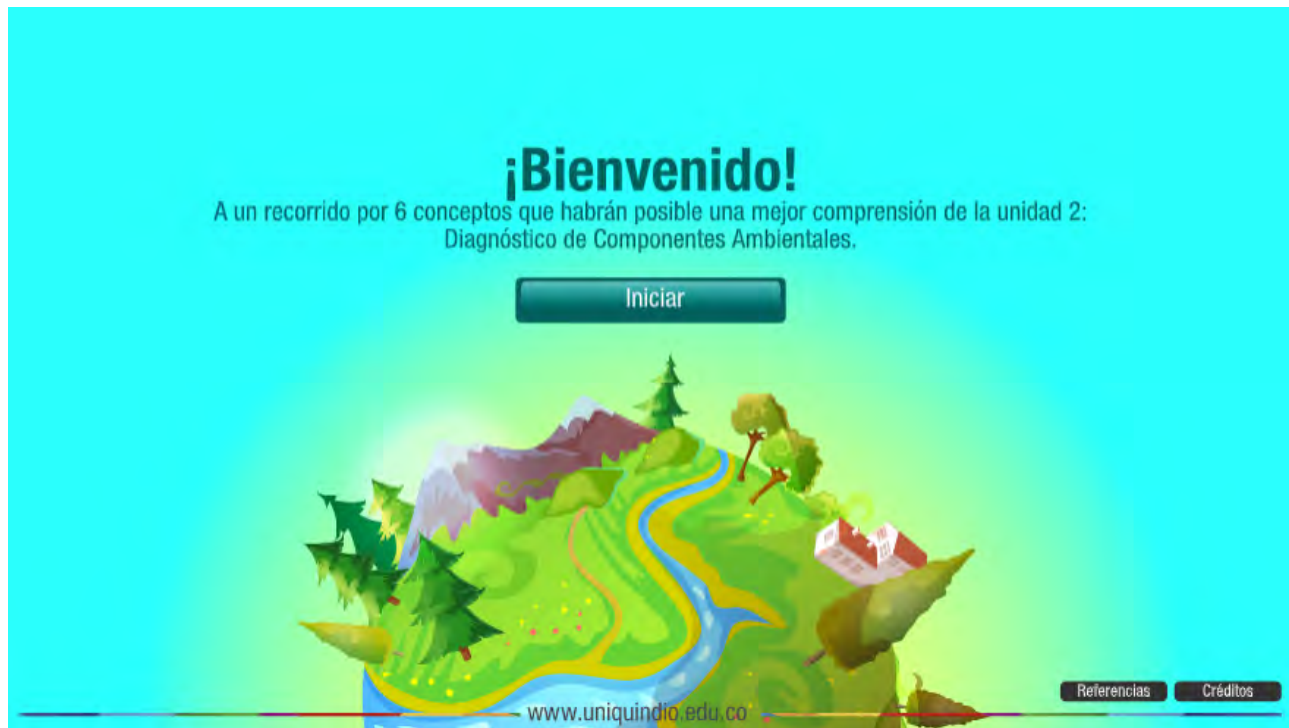 ¡Bienvenido!
A un recorrido por 6 conceptos que habrán posible una mejor comprensión de la unidad 2:
Diagnóstico de Componentes Ambientales.
Iniciar
Referencias
Créditos
www.uniquindio.edu.co